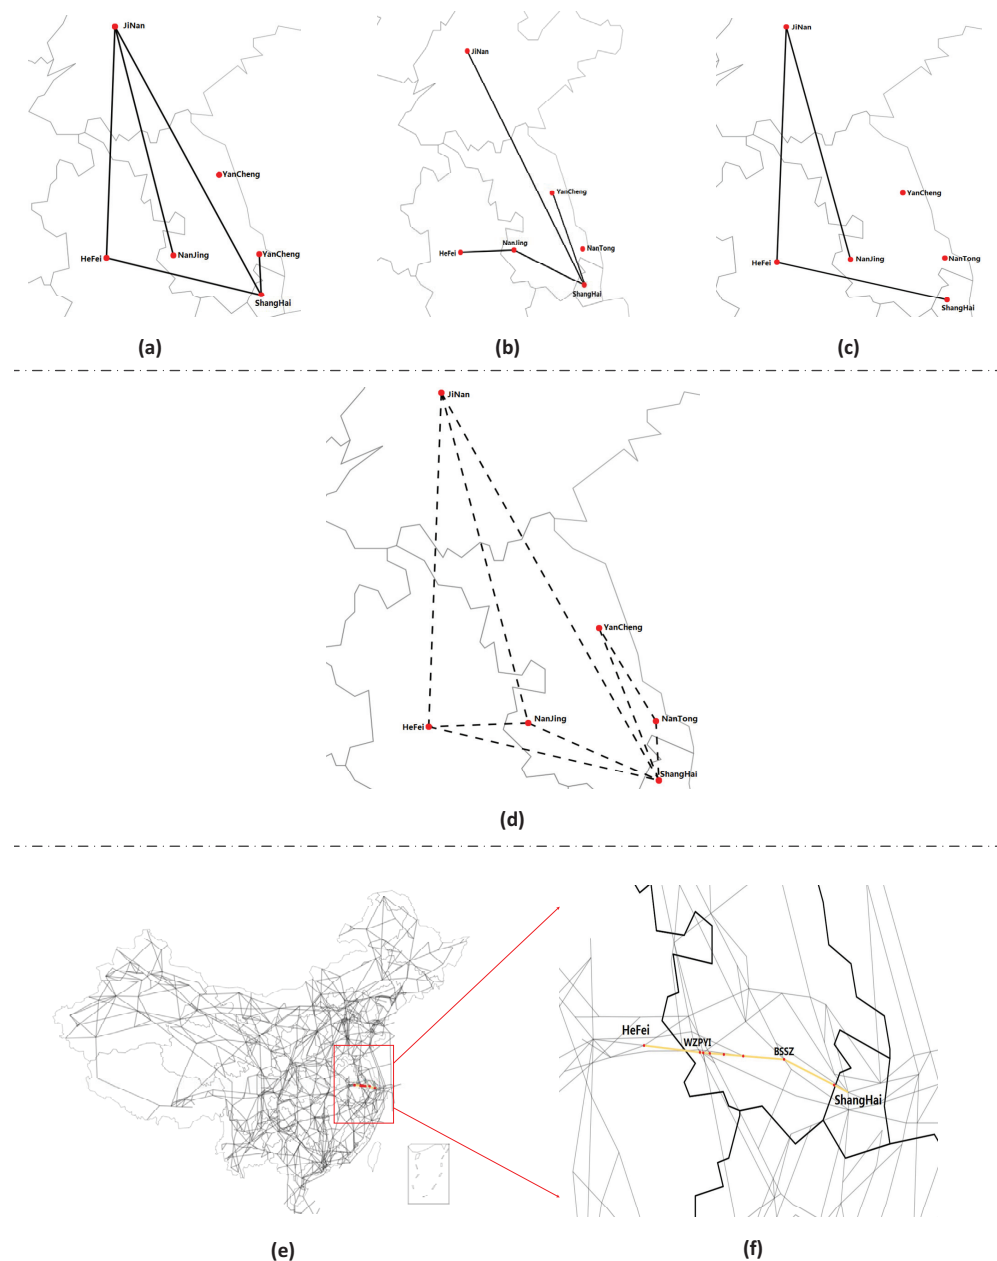 JiNan
YanCheng
HeFei
NanJing
YanCheng
ShangHai
(a)
JiNan
YanCheng
NanJing
HeFei
NanTong
ShangHai
(b)
JiNan
YanCheng
HeFei
NanJing
NanTong
ShangHai
(c)
JiNan
YanCheng
HeFei
NanJing
NanTong
ShangHai
(d)
(e)
HeFei
WZPYI
BSSZ
ShangHai
(f)